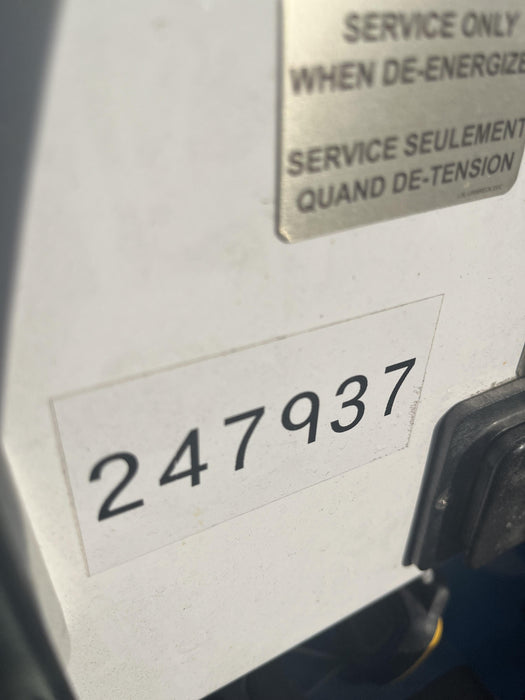 SERVICE ONLY
WHEN DE-ENERGIZE
SERVICE SEULEMENT
QUAND DE-TENSION
247937